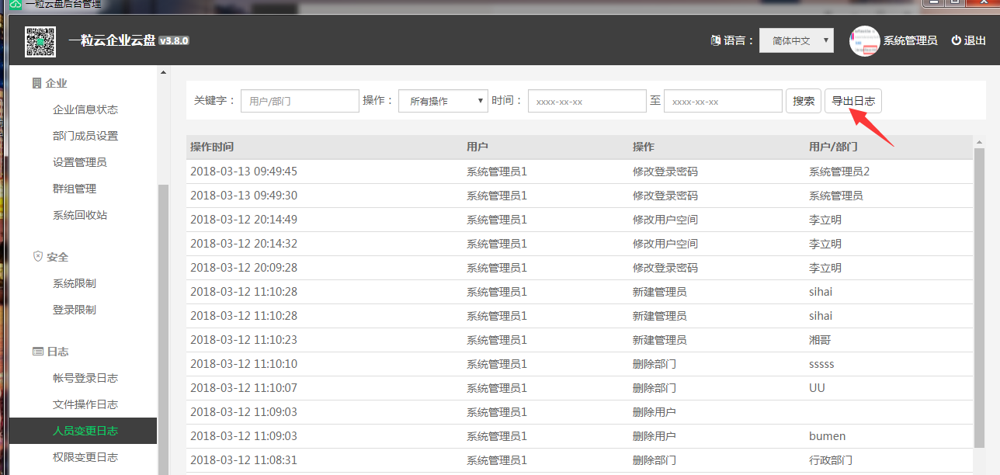 一粒云盘后台管理
一粒云企业云盘 v3.8.0
语言： 简体中文 系统管理员 退出
企业
企业信息状态
部门成员设置
设置管理员
群组管理
系统回收站
安全
系统限制
登录限制
日志
帐号登录日志
文件操作日志
人员变更日志
权限变更日志
关键字： 用户/部门 操作： 所有操作 时间： xxxx-xx-xx 至 xxxx-xx-xx 搜索 导出日志
操作时间 用户 操作 用户/部门
2018-03-13 09:49:45 系统管理员1 修改登录密码 系统管理员2
2018-03-13 09:49:30 系统管理员1 修改登录密码 系统管理员
2018-03-12 20:14:49 系统管理员1 修改用户空间 李立明
2018-03-12 20:14:32 系统管理员1 修改用户空间 李立明
2018-03-12 20:09:28 系统管理员1 修改登录密码 李立明
2018-03-12 11:10:28 系统管理员1 新建管理员 sihai
2018-03-12 11:10:28 系统管理员1 新建管理员 sihai
2018-03-12 11:10:23 系统管理员1 新建管理员 湘哥
2018-03-12 11:10:10 系统管理员1 删除部门 sssss
2018-03-12 11:10:07 系统管理员1 删除部门 UU
2018-03-12 11:09:03 系统管理员1 删除用户
2018-03-12 11:09:03 系统管理员1 删除用户 bumen
2018-03-12 11:08:31 系统管理员1 删除部门 行政部门